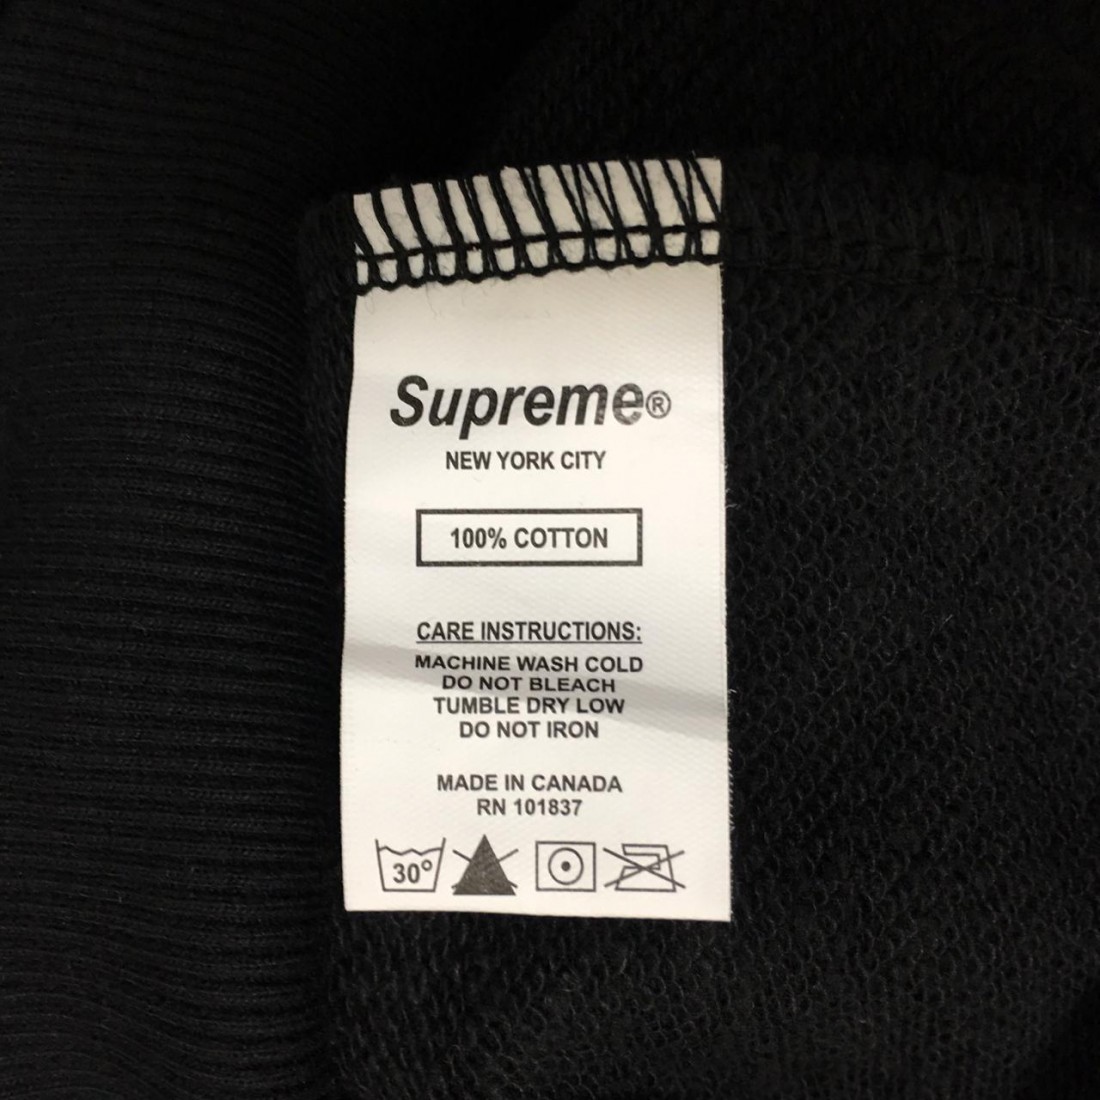 Supreme®
NEW YORK CITY
100% COTTON
CARE INSTRUCTIONS:
MACHINE WASH COLD
DO NOT BLEACH
TUMBLE DRY LOW
DO NOT IRON
MADE IN CANADA
RN 101837
30°